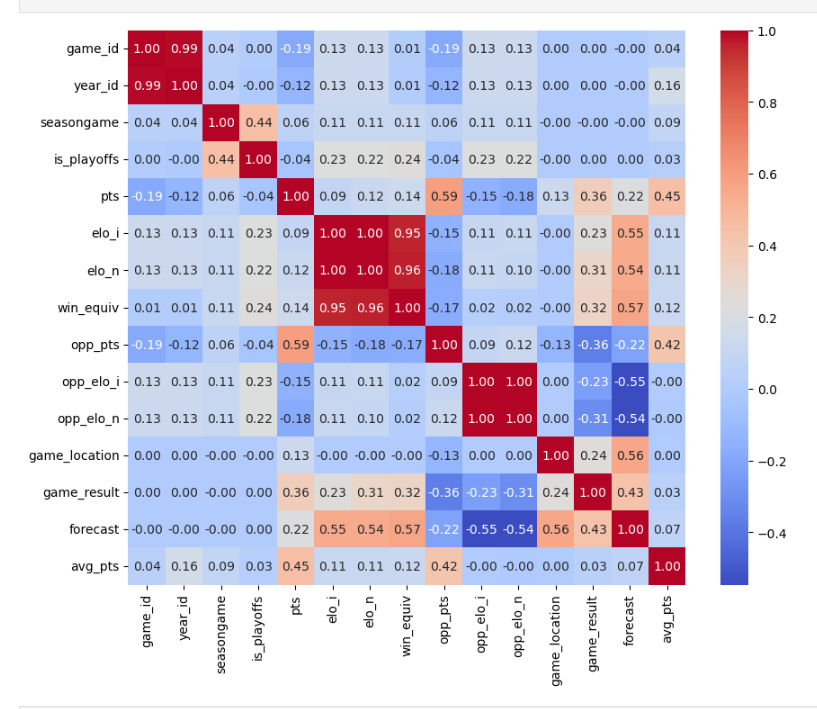 game_id 1.00 0.99 0.04 0.00 -0.19 0.13 0.13 0.01 -0.19 0.13 0.13 0.00 0.00 -0.00 0.04
year_id 0.99 1.00 0.04 -0.00 -0.12 0.13 0.13 0.01 -0.12 0.13 0.13 0.00 0.00 -0.00 0.16
seasongame 0.04 0.04 1.00 0.44 0.06 0.11 0.11 0.11 0.06 0.11 0.11 -0.00 -0.00 -0.00 0.09
is_playoffs 0.00 -0.00 0.44 1.00 -0.04 0.23 0.22 0.24 -0.04 0.23 0.22 -0.00 0.00 0.00 0.03
pts -0.19 -0.12 0.06 -0.04 1.00 0.09 0.12 0.14 0.59 -0.15 -0.18 0.13 0.36 0.22 0.45
elo_i 0.13 0.13 0.11 0.23 0.09 1.00 1.00 0.95 -0.15 0.11 0.11 -0.00 0.23 0.55 0.11
elo_n 0.13 0.13 0.11 0.22 0.12 1.00 1.00 0.96 -0.18 0.11 0.10 -0.00 0.31 0.54 0.11
win_equiv 0.01 0.01 0.11 0.24 0.14 0.95 0.96 1.00 -0.17 0.02 0.02 -0.00 0.32 0.57 0.12
opp_pts -0.19 -0.12 0.06 -0.04 0.59 -0.15 -0.18 -0.17 1.00 0.09 0.12 -0.13 -0.36 -0.22 0.42
opp_elo_i 0.13 0.13 0.11 0.23 -0.15 0.11 0.11 0.02 0.09 1.00 1.00 0.00 -0.23 -0.55 -0.00
opp_elo_n 0.13 0.13 0.11 0.22 -0.18 0.11 0.10 0.02 0.12 1.00 1.00 0.00 -0.31 -0.54 -0.00
game_location 0.00 0.00 -0.00 -0.00 0.13 -0.00 -0.00 -0.00 -0.13 0.00 0.00 1.00 0.24 0.56 0.00
game_result 0.00 0.00 -0.00 0.00 0.36 0.23 0.31 0.32 -0.36 -0.23 -0.31 0.24 1.00 0.43 0.03
forecast -0.00 -0.00 -0.00 0.00 0.22 0.55 0.54 0.57 -0.22 -0.55 -0.54 0.56 0.43 1.00 0.07
avg_pts 0.04 0.16 0.09 0.03 0.45 0.11 0.11 0.12 0.42 -0.00 -0.00 0.00 0.03 0.07 1.00
game_id year_id seasongame is_playoffs pts elo_i elo_n win_equiv opp_pts opp_elo_i opp_elo_n game_location game_result forecast avg_pts
1.0
0.8
0.6
0.4
0.2
0.0
−0.2
−0.4